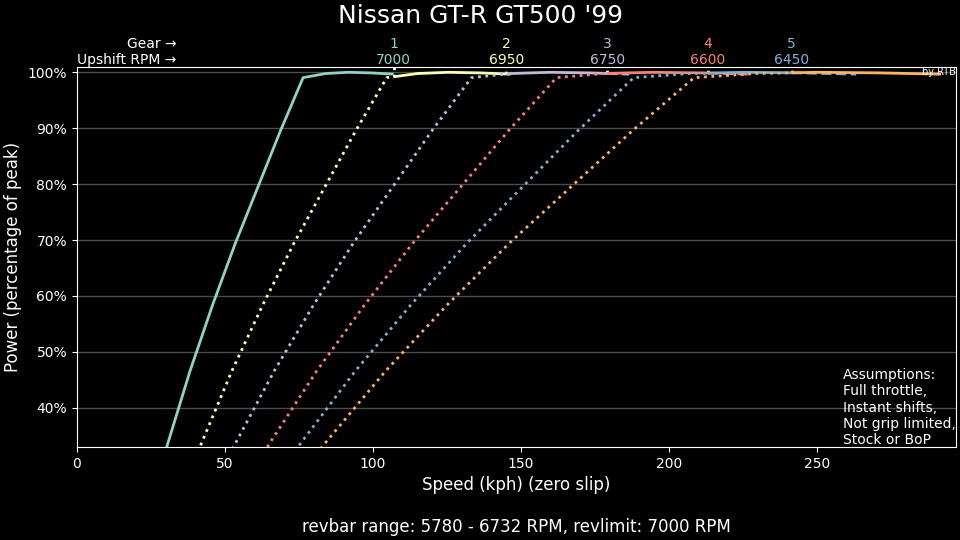 Nissan GT-R GT500 '99
Gear → 1 2 3 4 5
Upshift RPM → 7000 6950 6750 6600 6450
by RTB
100%
90%
80%
70%
60%
50%
40%
Power (percentage of peak)
Assumptions:
Full throttle,
Instant shifts,
Not grip limited,
Stock or BoP
0 50 100 150 200 250
Speed (kph) (zero slip)
revbar range: 5780 - 6732 RPM, revlimit: 7000 RPM